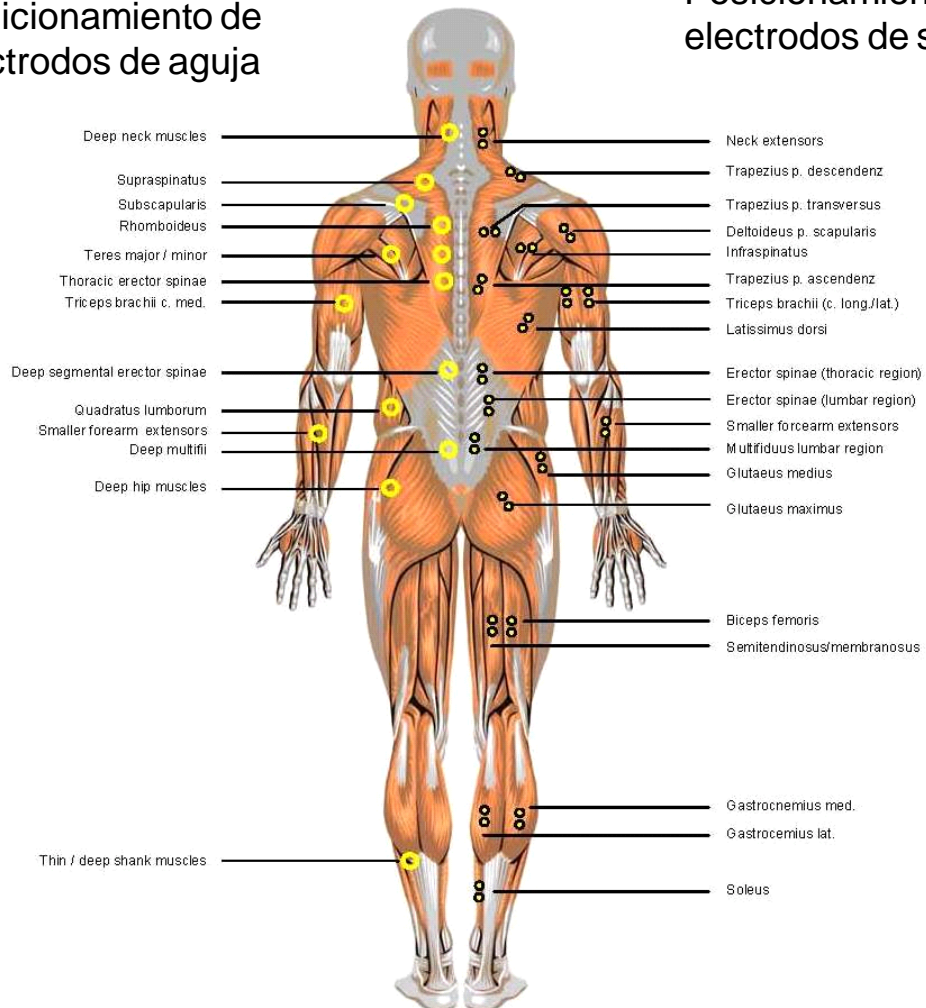 icionamiento de
ctrodos de aguja
Posicionamien
electrodos de s
Deep neck muscles
Supraspinatus
Subscapularis
Rhomboideus
Teres major / minor
Thoracic erector spinae
Triceps brachii c. med.
Deep segmental erector spinae
Quadratus lumborum
Smaller forearm extensors
Deep multifii
Deep hip muscles
Thin / deep shank muscles
Neck extensors
Trapezius p. descendenz
Trapezius p. transversus
Deltoideus p. scapularis
Infraspinatus
Trapezius p. ascendenz
Triceps brachii (c. long./lat.)
Latissimus dorsi
Erector spinae (thoracic region)
Erector spinae (lumbar region)
Smaller forcearm extensors
Multifiduus lumbar region
Glutaeus medius
Glutaeus maximus
Biceps femoris
Semitendinosus/membranosus
Gastrocnemius med.
Gastrocemius lat.
Soleus